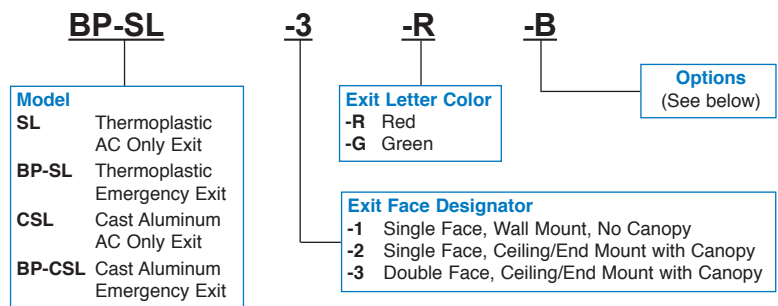 BP-SL -3 -R -B
Model
SL Thermoplastic
AC Only Exit
BP-SL Thermoplastic
Emergency Exit
CSL Cast Aluminum
AC Only Exit
BP-CSL Cast Aluminum
Emergency Exit
Exit Letter Color
-R Red
-G Green
Options
(See below)
Exit Face Designator
-1 Single Face, Wall Mount, No Canopy
-2 Single Face, Ceiling/End Mount with Canopy
-3 Double Face, Ceiling/End Mount with Canopy